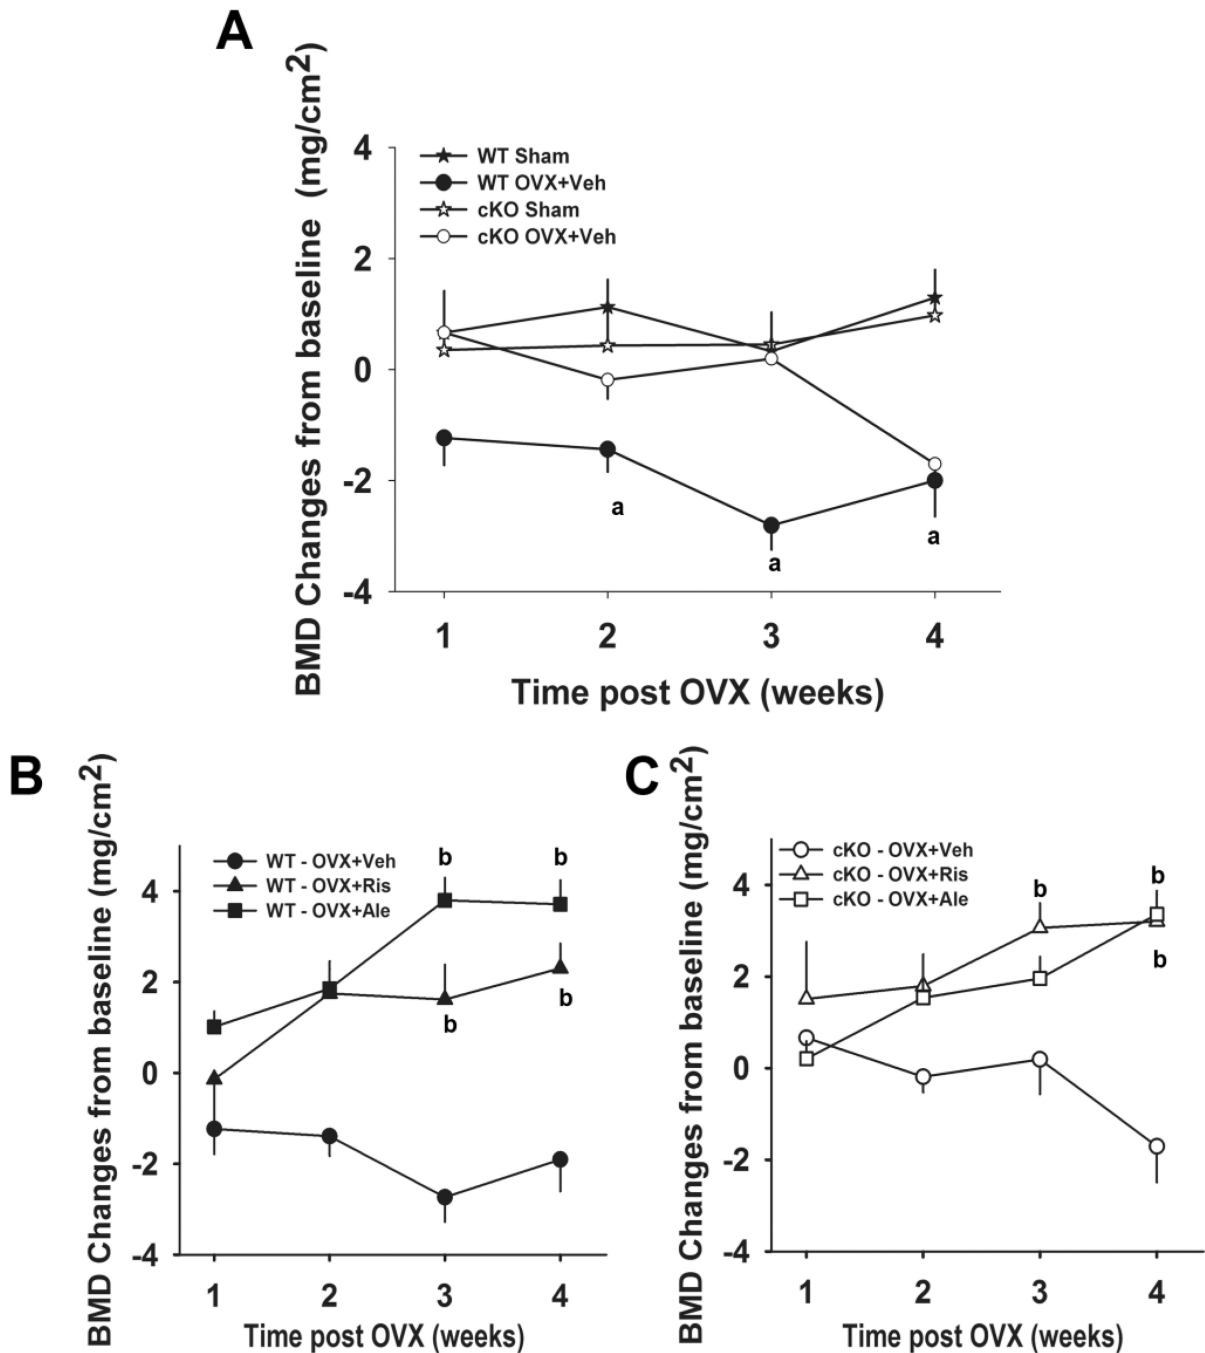 A
BMD Changes from baseline (mg/cm2)
4
2
0
-2
-4
WT Sham
WT OVX+Veh
cKO Sham
cKO OVX+Veh
a
a
a
1 2 3 4
Time post OVX (weeks)
B
BMD Changes from baseline (mg/cm2)
4
2
0
-2
-4
WT - OVX+Veh
WT - OVX+Ris
WT - OVX+Ale
b b
b b
1 2 3 4
Time post OVX (weeks)
C
BMD Changes from baseline (mg/cm2)
4
2
0
-2
-4
cKO - OVX+Veh
cKO - OVX+Ris
cKO - OVX+Ale
b b
b
1 2 3 4
Time post OVX (weeks)